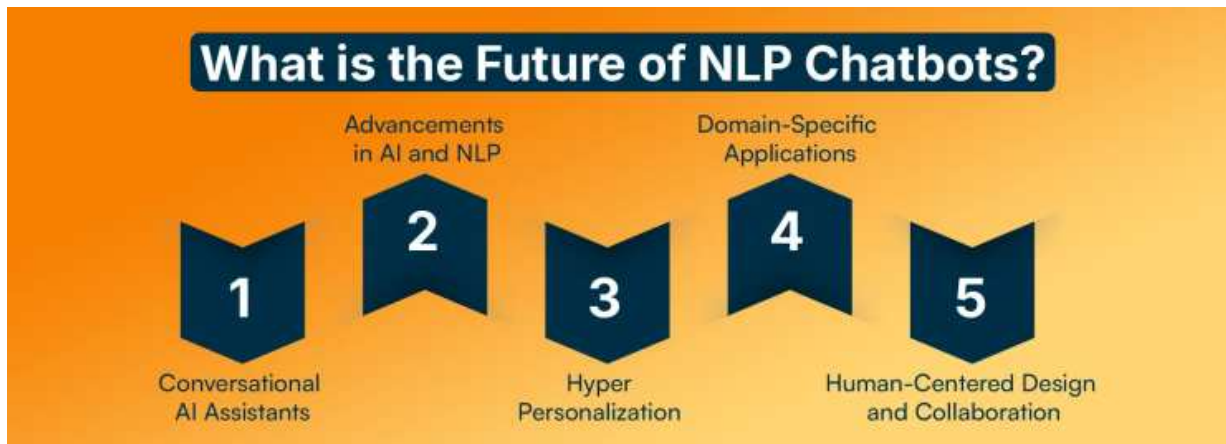 What is the Future of NLP Chatbots?
1
Conversational
AI Assistants
Advancements
in AI and NLP
2
3
Hyper
Personalization
Domain-Specific
Applications
4
5
Human-Centered Design
and Collaboration